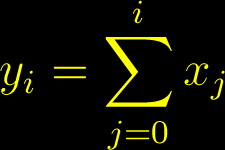 y_i = \sum_{j=0}^{i} x_j